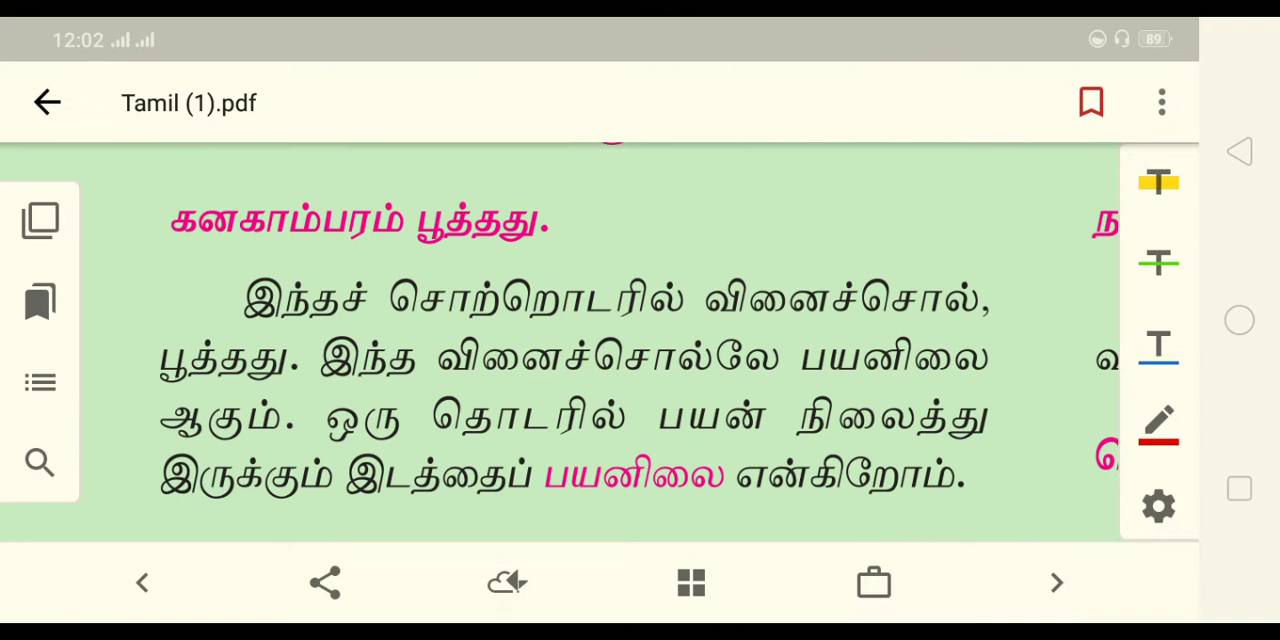 12:02
89
Tamil (1).pdf
கனகாம்பரம் பூத்தது.
இந்தச் சொற்றொடரில் வினைச்சொல்,
பூத்தது. இந்த வினைச்சொல்லே பயனிலை
ஆகும். ஒரு தொடரில் பயன் நிலைத்து
இருக்கும் இடத்தைப் பயனிலை என்கிறோம்.